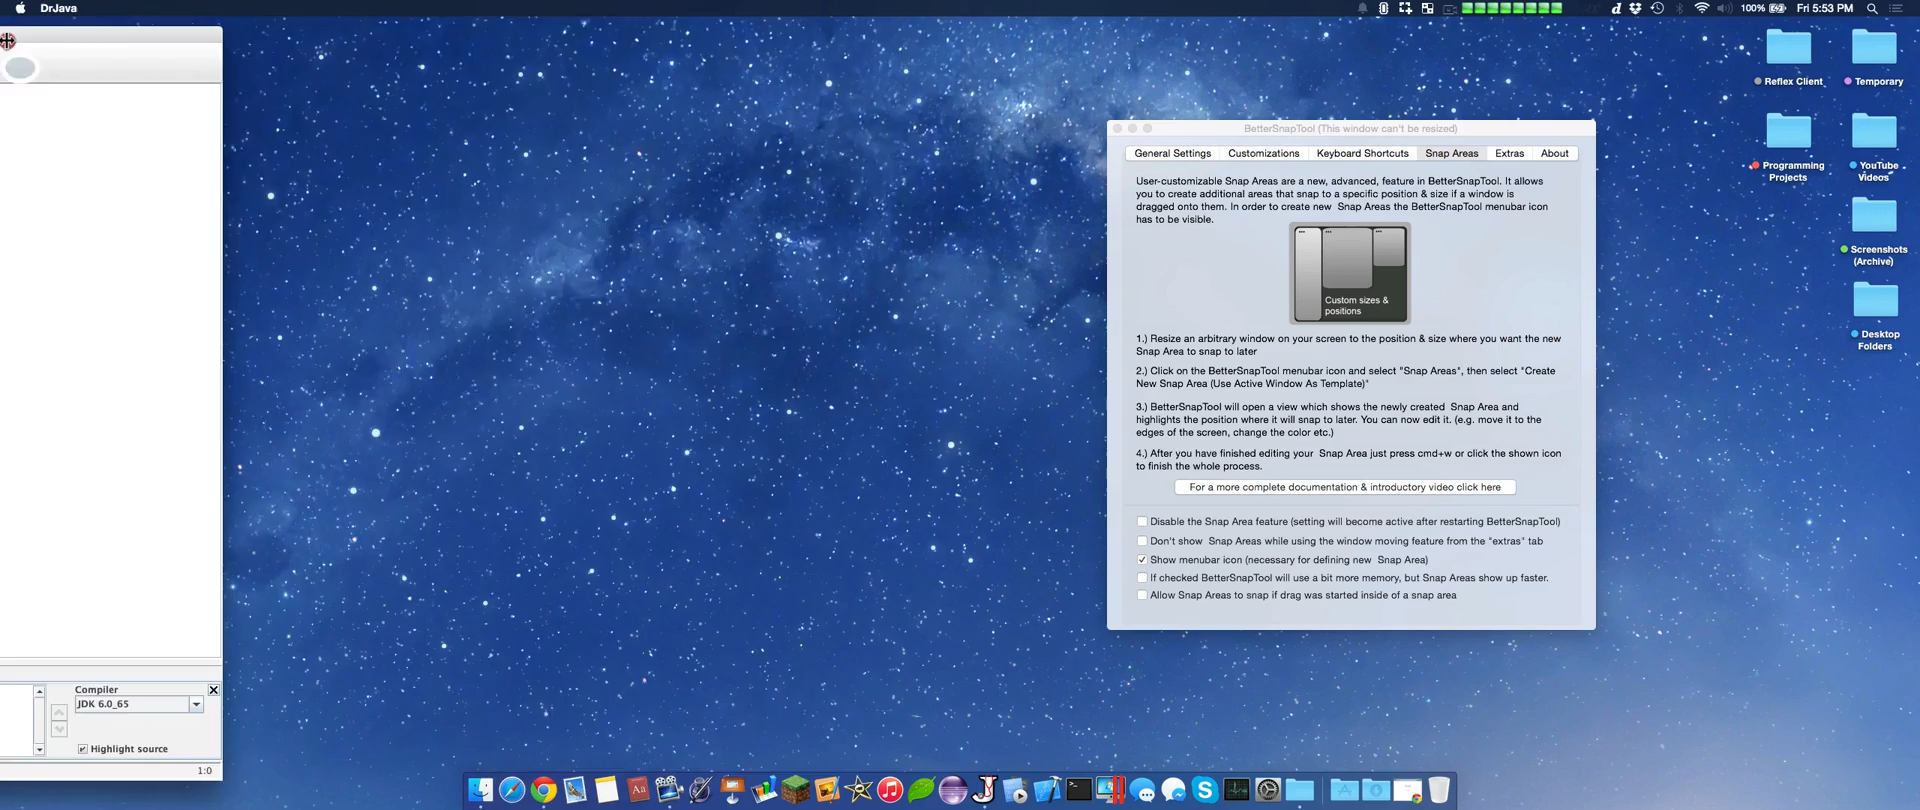 DrJava
100%
Fri 5:53 PM
BetterSnapTool (This window can't be resized)
General Settings
Customizations
Keyboard Shortcuts
Snap Areas
Extras
About
User-customizable Snap Areas are a new, advanced, feature in BetterSnapTool. It allows
you to create additional areas that snap to a specific position & size if a window is
dragged onto them. In order to create new Snap Areas the BetterSnapTool menubar icon
has to be visible.
Custom sizes &
positions
1.) Resize an arbitrary window on your screen to the position & size where you want the new
Snap Area to snap to later
2.) Click on the BetterSnapTool menubar icon and select "Snap Areas", then select "Create
New Snap Area (Use Active Window As Template)"
3.) BetterSnapTool will open a view which shows the newly created Snap Area and
highlights the position where it will snap to later. You can now edit it. (e.g. move it to the
edges of the screen, change the color etc.)
4.) After you have finished editing your Snap Area just press cmd+w or click the shown icon
to finish the whole process.
For a more complete documentation & introductory video click here
Disable the Snap Area feature (setting will become active after restarting BetterSnapTool)
Don't show Snap Areas while using the window moving feature from the "extras" tab
Show menubar icon (necessary for defining new Snap Area)
If checked BetterSnapTool will use a bit more memory, but Snap Areas show up faster.
Allow Snap Areas to snap if drag was started inside of a snap area
Reflex Client
Temporary
Programming
Projects
YouTube
Videos
Screenshots
(Archive)
Desktop
Folders
Compiler
JDK 6.0_65
Highlight source
1:0